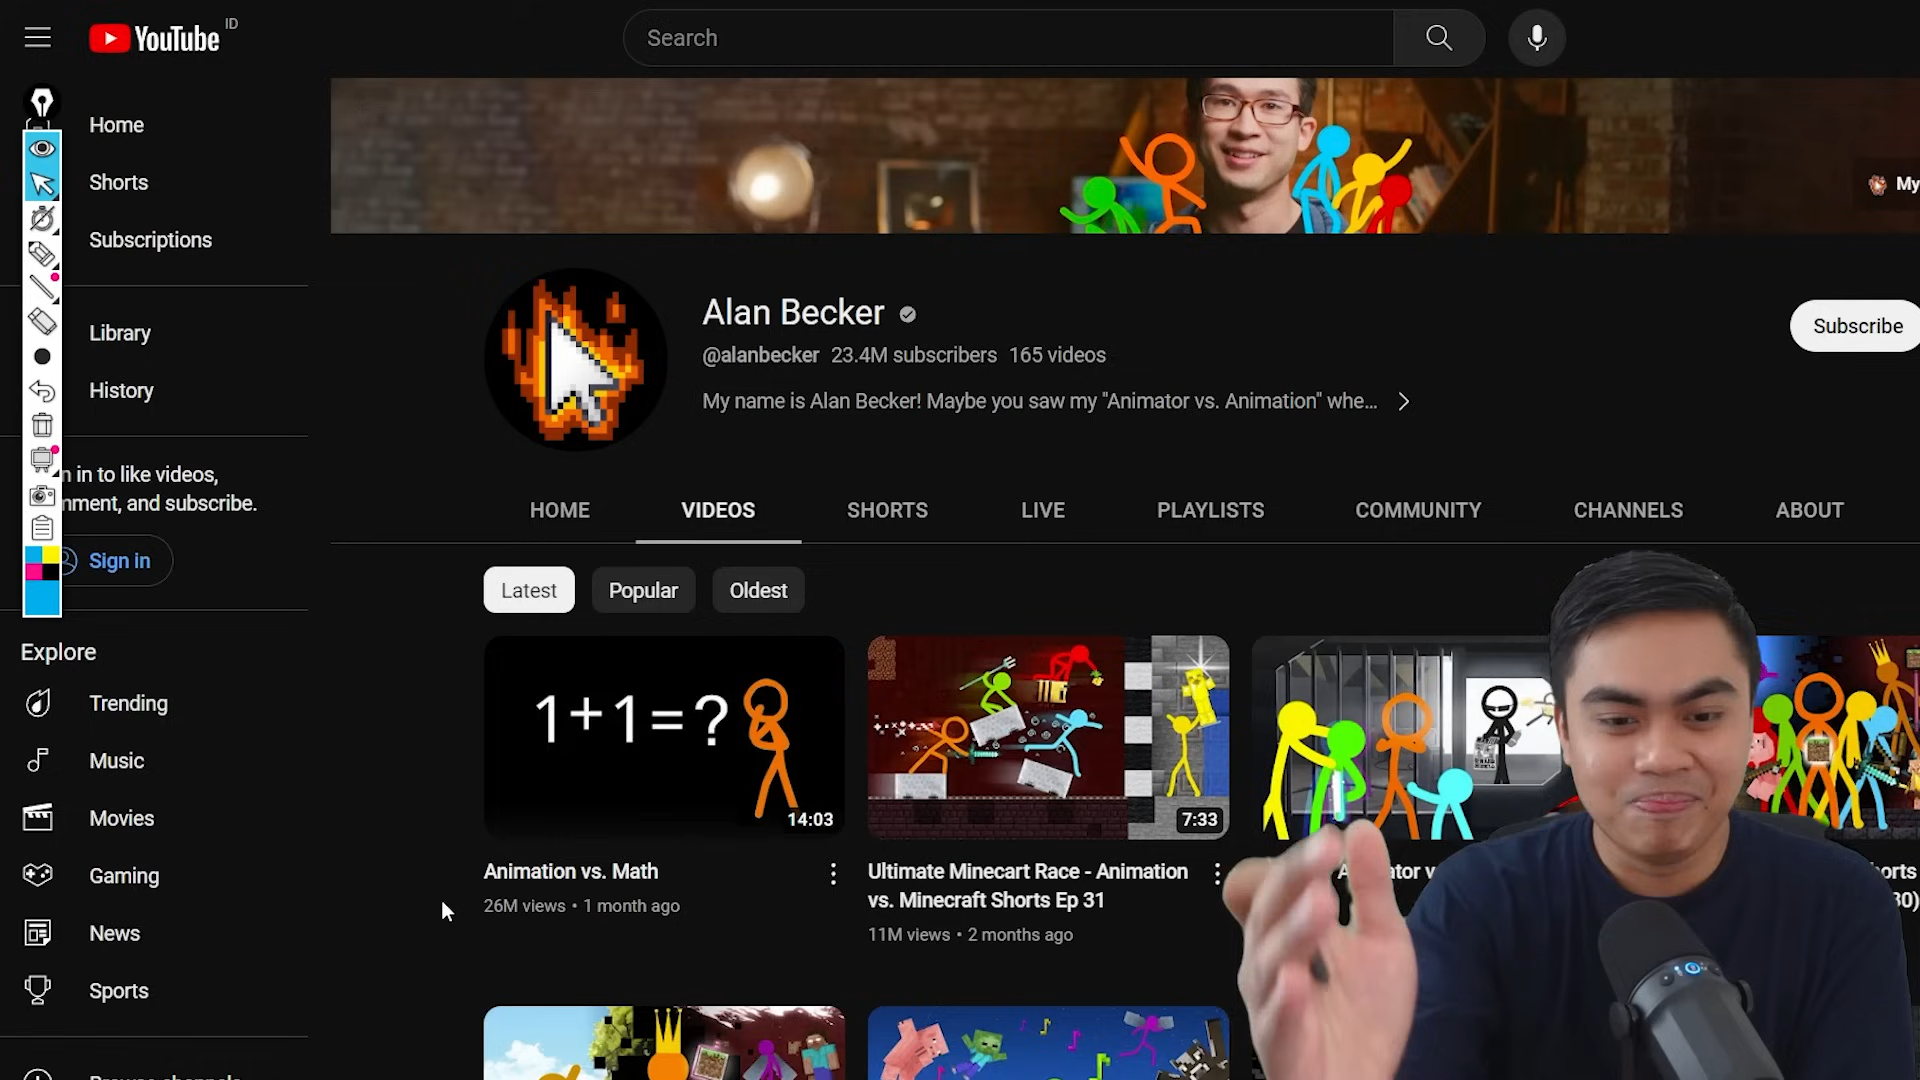 YouTube ID
Search
Home
Shorts
Subscriptions
Library
History
n in to like videos,
nment, and subscribe.
Sign in
Explore
Trending
Music
Movies
Gaming
News
Sports
My
Alan Becker
@alanbecker 23.4M subscribers 165 videos
My name is Alan Becker! Maybe you saw my "Animator vs. Animation" whe...
Subscribe
HOME VIDEOS SHORTS LIVE PLAYLISTS COMMUNITY CHANNELS ABOUT
Latest Popular Oldest
1+1=?
14:03
Animation vs. Math
26M views • 1 month ago
7:33
Ultimate Minecart Race - Animation
vs. Minecraft Shorts Ep 31
11M views • 2 months ago
ator v
orts
30)